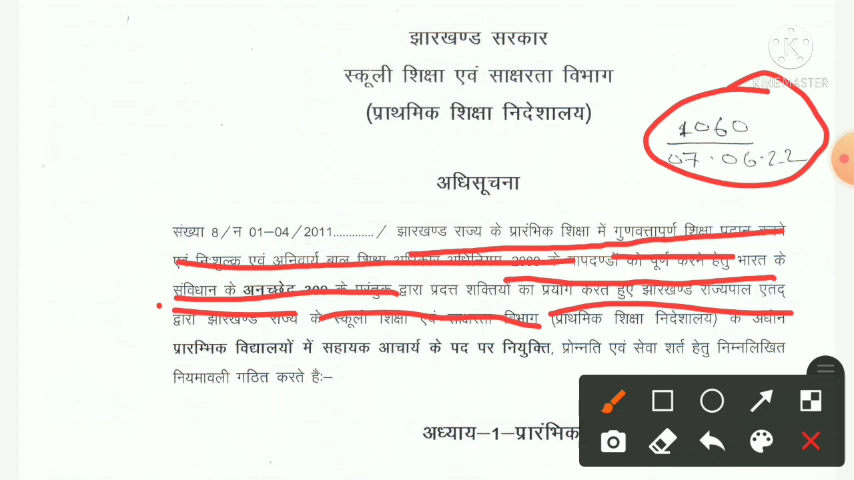 झारखण्ड सरकार
स्कूली शिक्षा एवं साक्षरता विभाग
(प्राथमिक शिक्षा निदेशालय)
KINEMASTER
1060
07.06.22
अधिसूचना
संख्या 8/न 01-04/2011............/ झारखण्ड राज्य के प्रारंभिक शिक्षा में गुणवत्तापूर्ण शिक्षा प्रदान करने
एवं निःशुल्क एवं अनिवार्य बाल शिक्षा अधिकार अधिनियम 2009 के मापदण्डों को पूर्ण करने हेतु भारत के
संविधान के अनुच्छेद 309 के परंतुक द्वारा प्रदत्त शक्तियों का प्रयोग करते हुए झारखण्ड राज्यपाल एतद्
द्वारा झारखण्ड राज्य के स्कूली शिक्षा एवं साक्षरता विभाग (प्राथमिक शिक्षा निदेशालय) के अधीन
प्रारम्भिक विद्यालयों में सहायक आचार्य के पद पर नियुक्ति, प्रोन्नति एवं सेवा शर्त हेतु निम्नलिखित
नियमावली गठित करते है:-
अध्याय-1-प्रारंभिक